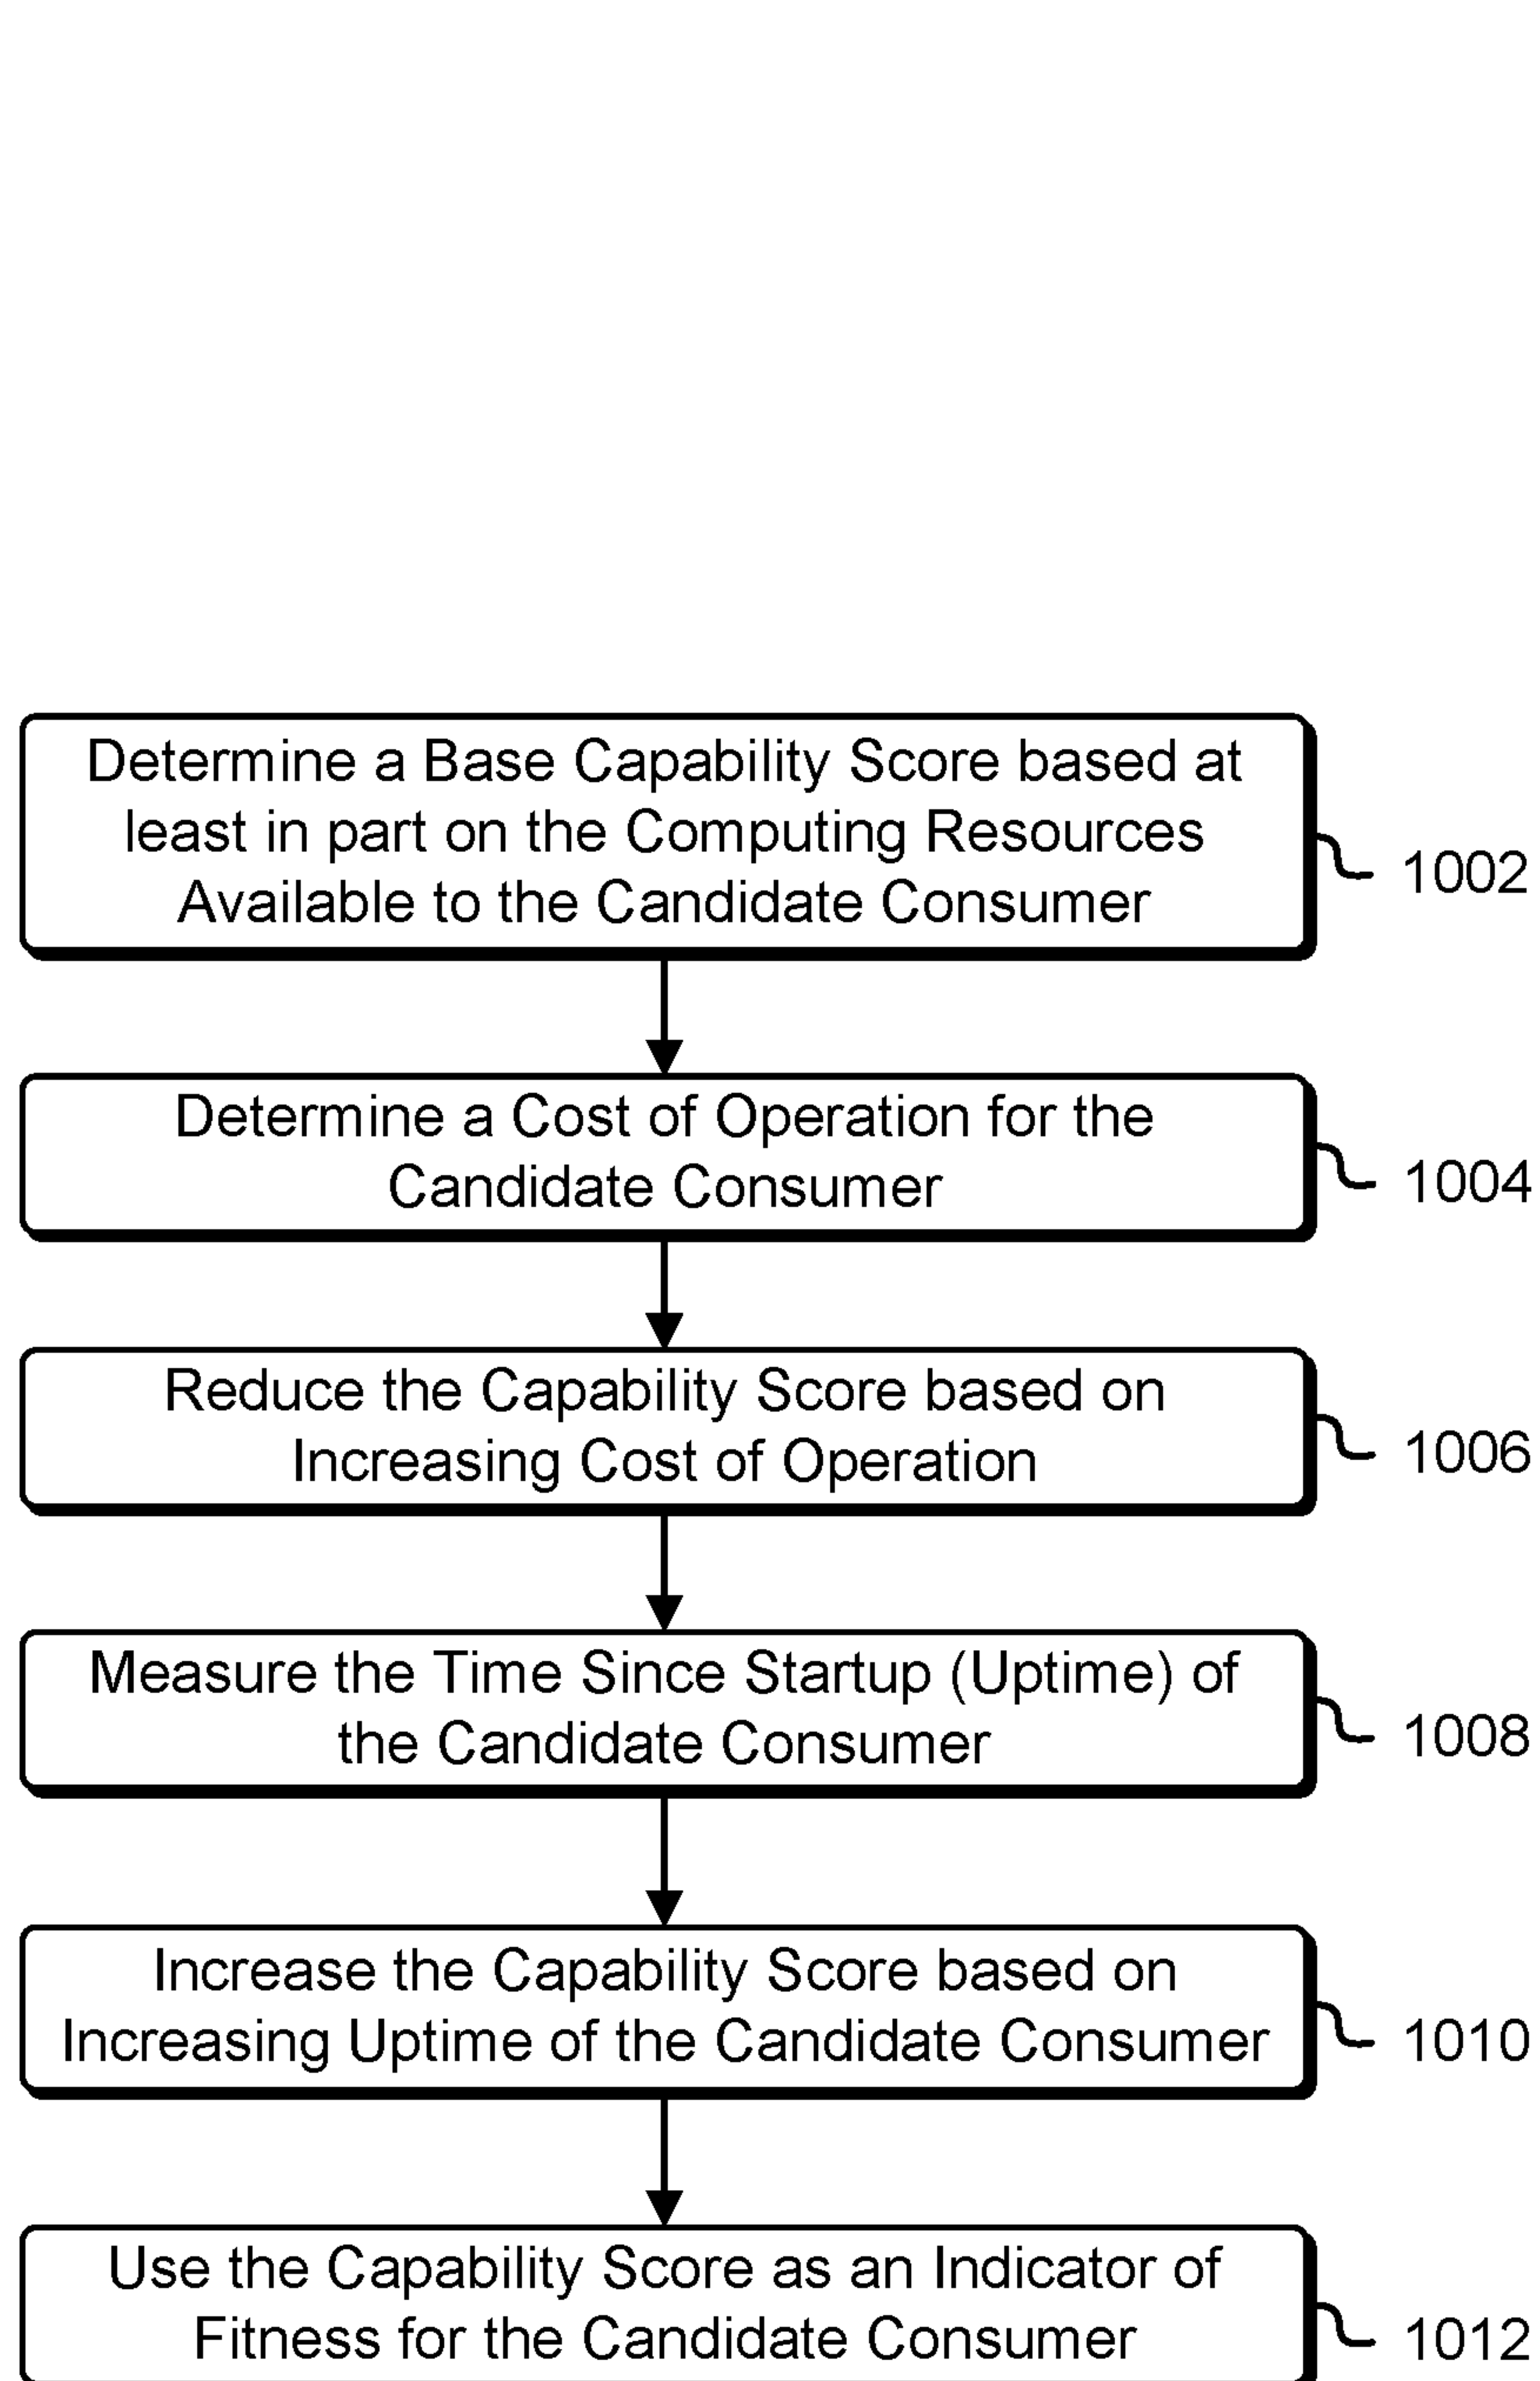 Determine a Base Capability Score based at
least in part on the Computing Resources
Available to the Candidate Consumer
1002
Determine a Cost of Operation for the
Candidate Consumer
1004
Reduce the Capability Score based on
Increasing Cost of Operation
1006
Measure the Time Since Startup (Uptime) of
the Candidate Consumer
1008
Increase the Capability Score based on
Increasing Uptime of the Candidate Consumer
1010
Use the Capability Score as an Indicator of
Fitness for the Candidate Consumer
1012